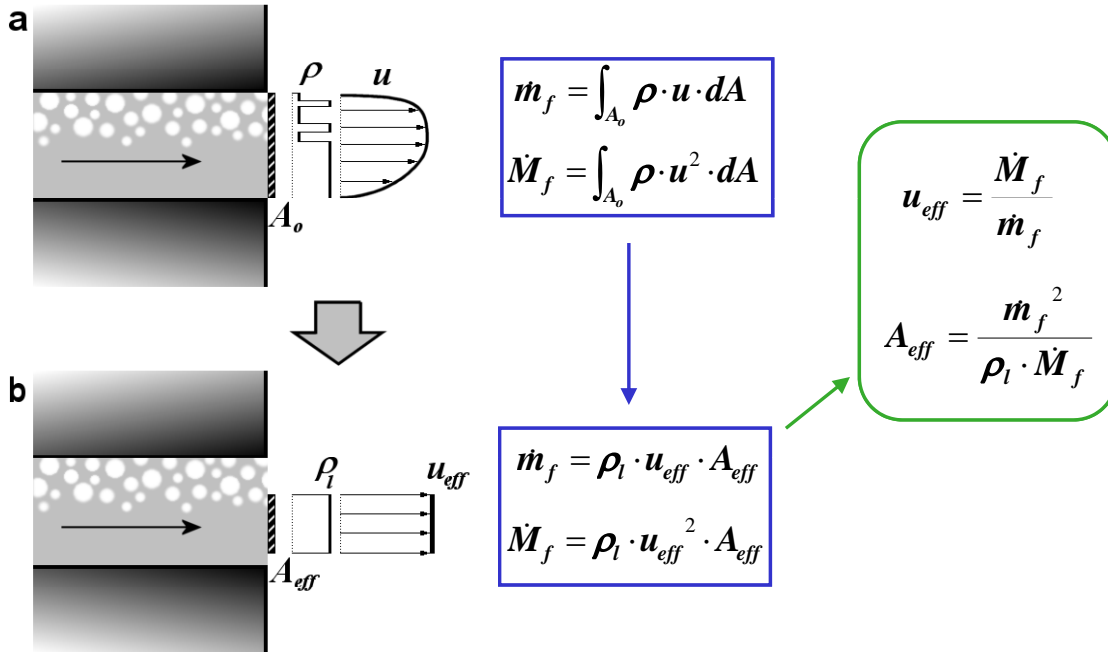 a
ρ u
A_o
ṁ_f = ∫_{A_o} ρ · u · dA
Ṁ_f = ∫_{A_o} ρ · u² · dA
u_eff = Ṁ_f / ṁ_f
A_eff = ṁ_f² / (ρ_l · Ṁ_f)
b
ρ_l u_eff
A_eff
ṁ_f = ρ_l · u_eff · A_eff
Ṁ_f = ρ_l · u_eff² · A_eff